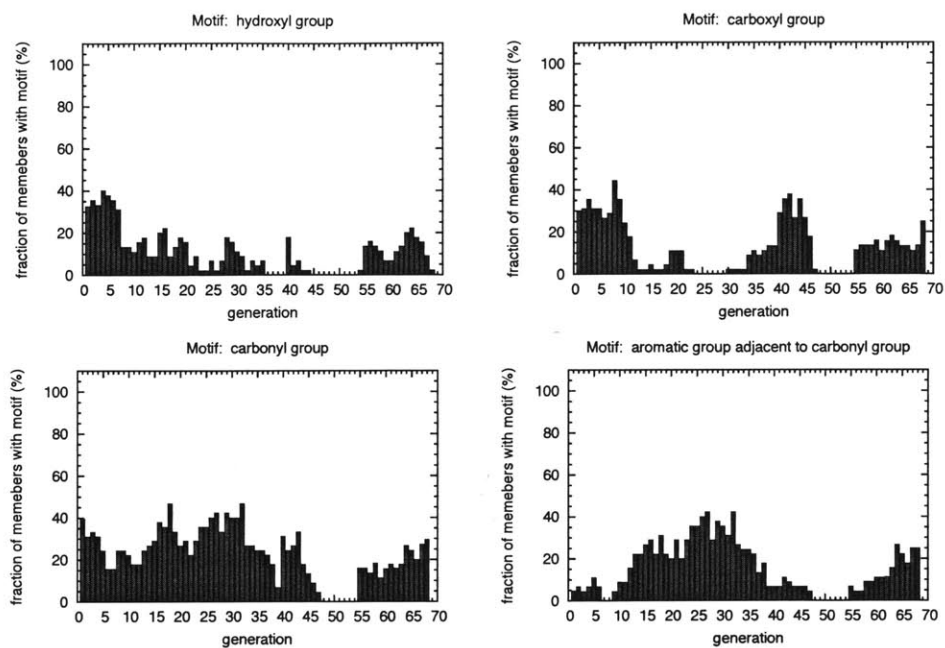 Motif: hydroxyl group
fraction of memebers with motif (%)
100
80
60
40
20
0
0 5 10 15 20 25 30 35 40 45 50 55 60 65 70
generation
Motif: carboxyl group
fraction of memebers with motif (%)
100
80
60
40
20
0
0 5 10 15 20 25 30 35 40 45 50 55 60 65 70
generation
Motif: carbonyl group
fraction of memebers with motif (%)
100
80
60
40
20
0
0 5 10 15 20 25 30 35 40 45 50 55 60 65 70
generation
Motif: aromatic group adjacent to carbonyl group
fraction of memebers with motif (%)
100
80
60
40
20
0
0 5 10 15 20 25 30 35 40 45 50 55 60 65 70
generation